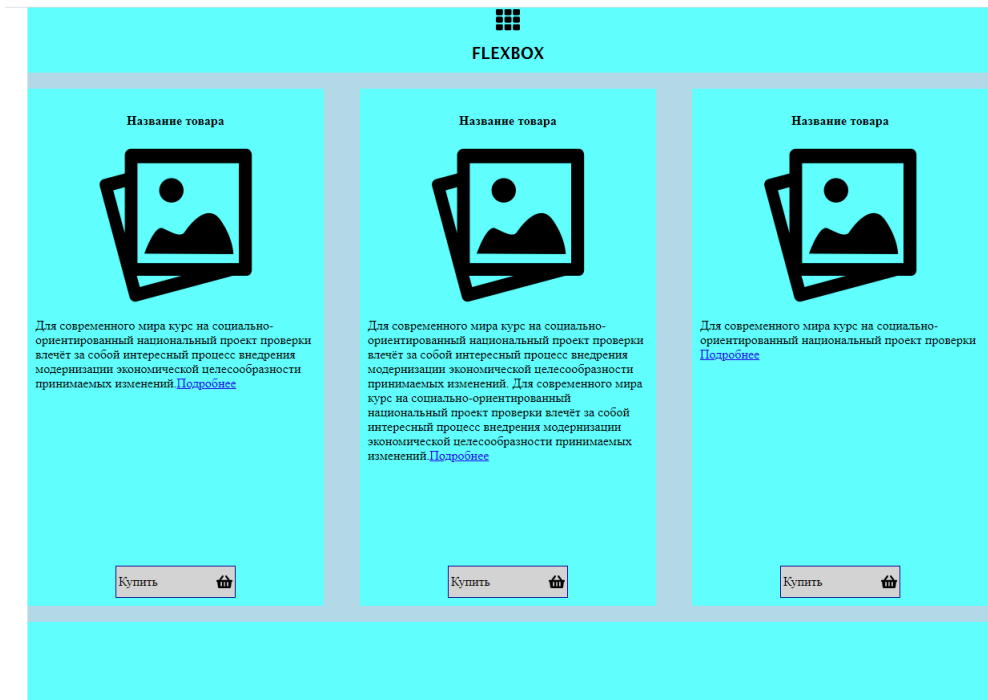 FLEXBOX
Название товара
Для современного мира курс на социально-
ориентированный национальный проект проверки
влечёт за собой интересный процесс внедрения
модернизации экономической целесообразности
принимаемых изменений.Подробнее
Купить
Название товара
Для современного мира курс на социально-
ориентированный национальный проект проверки
влечёт за собой интересный процесс внедрения
модернизации экономической целесообразности
принимаемых изменений. Для современного мира
курс на социально-ориентированный
национальный проект проверки влечёт за собой
интересный процесс внедрения модернизации
экономической целесообразности принимаемых
изменений.Подробнее
Купить
Название товара
Для современного мира курс на социально-
ориентированный национальный проект проверки
Подробнее
Купить